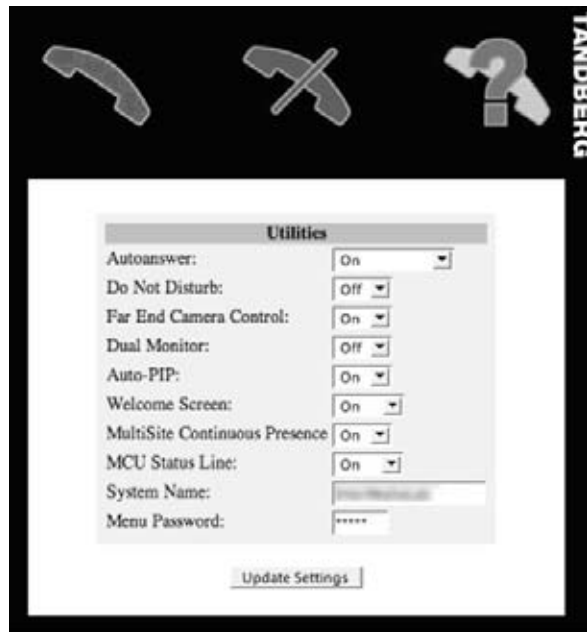 TANDBERG
Utilities
Autoanswer: On
Do Not Disturb: Off
Far End Camera Control: On
Dual Monitor: Off
Auto-PIP: On
Welcome Screen: On
MultiSite Continuous Presence On
MCU Status Line: On
System Name:
Menu Password: *****
Update Settings